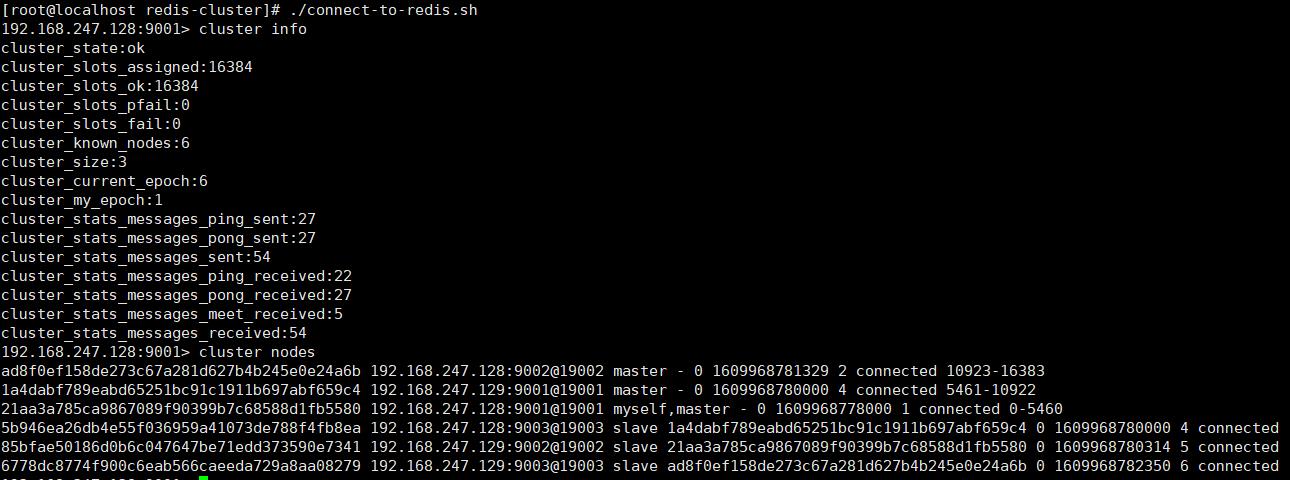 [root@localhost redis-cluster]# ./connect-to-redis.sh
192.168.247.128:9001> cluster info
cluster_state:ok
cluster_slots_assigned:16384
cluster_slots_ok:16384
cluster_slots_pfail:0
cluster_slots_fail:0
cluster_known_nodes:6
cluster_size:3
cluster_current_epoch:6
cluster_my_epoch:1
cluster_stats_messages_ping_sent:27
cluster_stats_messages_pong_sent:27
cluster_stats_messages_sent:54
cluster_stats_messages_ping_received:22
cluster_stats_messages_pong_received:27
cluster_stats_messages_meet_received:5
cluster_stats_messages_received:54
192.168.247.128:9001> cluster nodes
ad8f0ef158de273c67a281d627b4b245e0e24a6b 192.168.247.128:9002@19002 master - 0 1609968781329 2 connected 10923-16383
1a4dabf789eabd65251bc91c1911b697abf659c4 192.168.247.129:9001@19001 master - 0 1609968780000 4 connected 5461-10922
21aa3a785ca9867089f90399b7c68588d1fb5580 192.168.247.128:9001@19001 myself,master - 0 1609968778000 1 connected 0-5460
5b946ea26db4e55f036959a41073de788f4fb8ea 192.168.247.128:9003@19003 slave 1a4dabf789eabd65251bc91c1911b697abf659c4 0 1609968780000 4 connected
85bfae50186d0b6c047647be71edd373590e7341 192.168.247.129:9002@19002 slave 21aa3a785ca9867089f90399b7c68588d1fb5580 0 1609968780314 5 connected
6778dc8774f900c6eab566caeeda729a8aa08279 192.168.247.129:9003@19003 slave ad8f0ef158de273c67a281d627b4b245e0e24a6b 0 1609968782350 6 connected